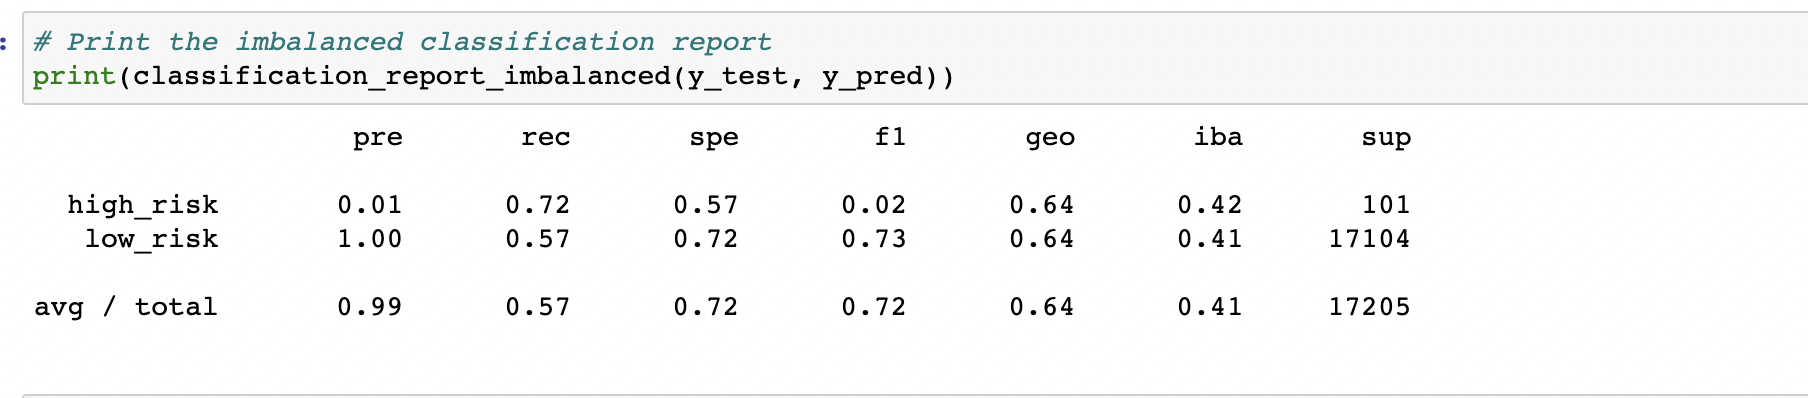 :
# Print the imbalanced classification report
print(classification_report_imbalanced(y_test, y_pred))
pre rec spe f1 geo iba sup
high_risk 0.01 0.72 0.57 0.02 0.64 0.42 101
low_risk 1.00 0.57 0.72 0.73 0.64 0.41 17104
avg / total 0.99 0.57 0.72 0.72 0.64 0.41 17205